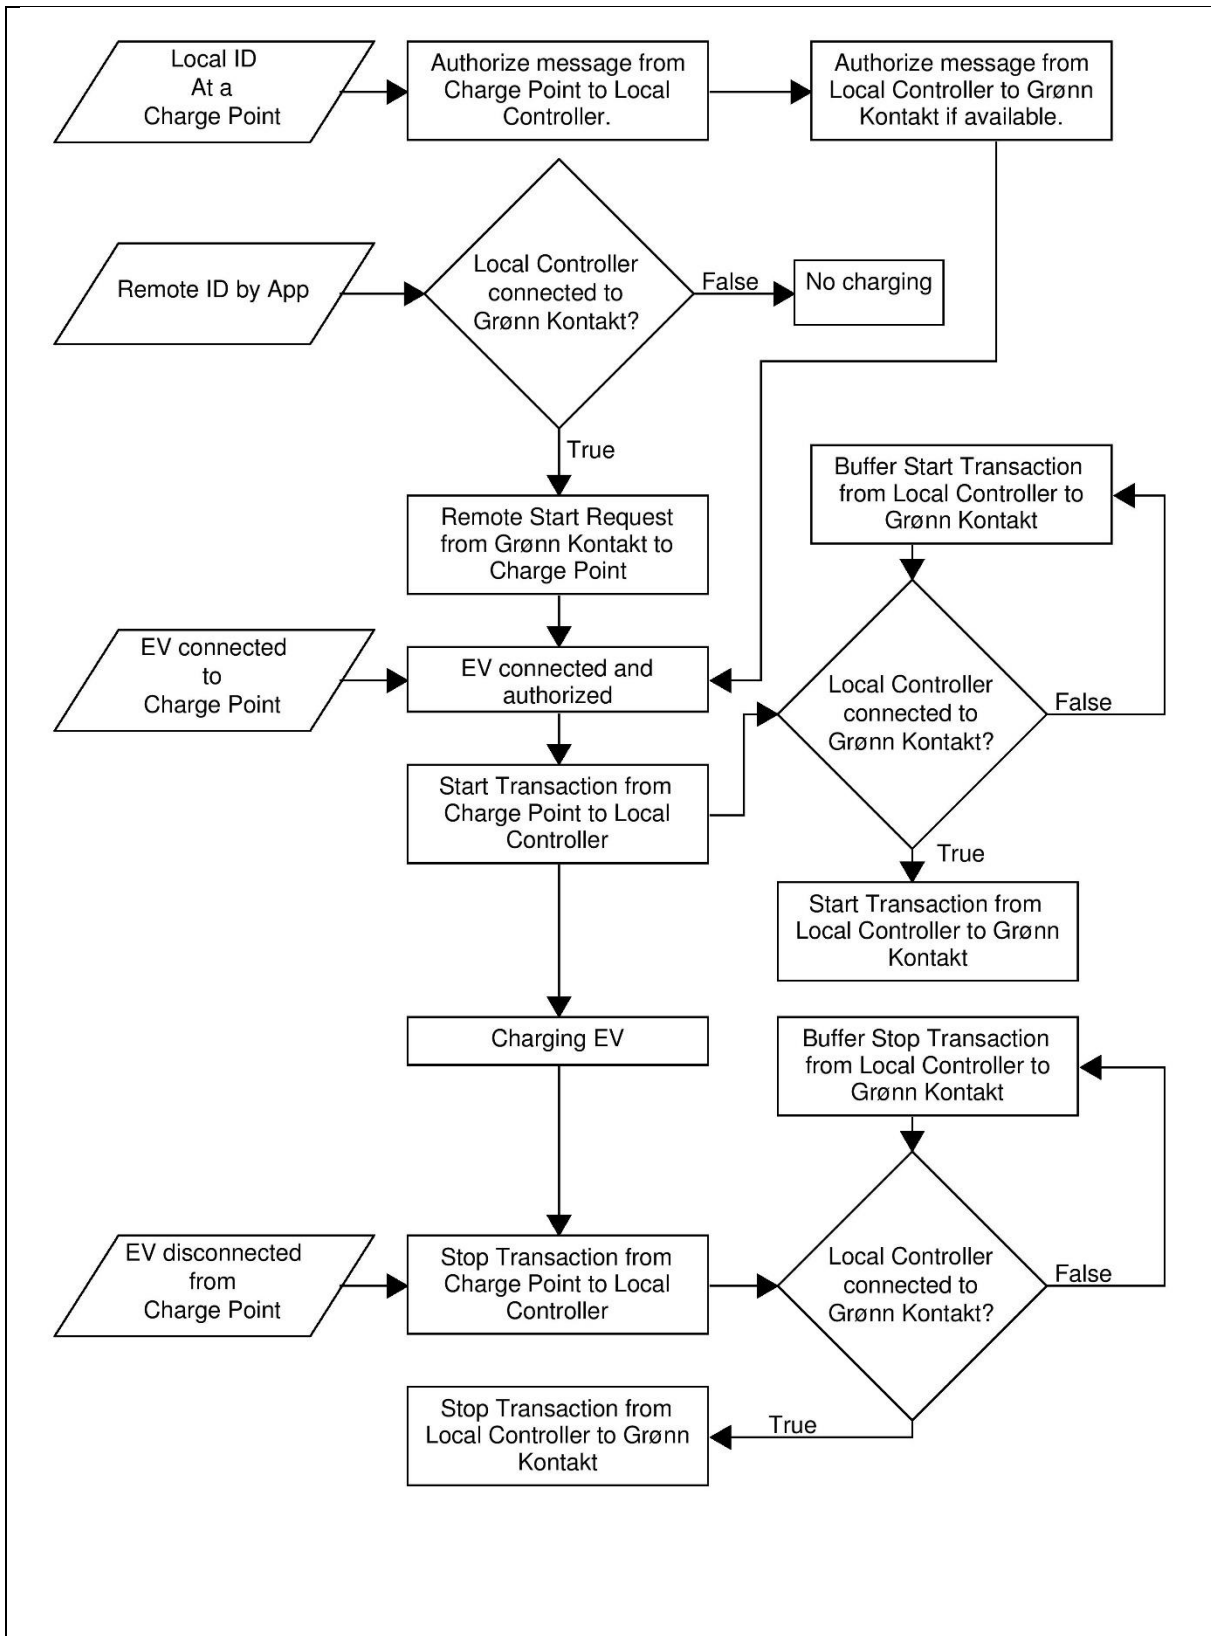 Local ID
At a
Charge Point
Authorize message from
Charge Point to Local
Controller.
Authorize message from
Local Controller to Grønn
Kontakt if available.
Remote ID by App
Local Controller
connected to
Grønn Kontakt?
False
No charging
True
Remote Start Request
from Grønn Kontakt to
Charge Point
Buffer Start Transaction
from Local Controller to
Grønn Kontakt
EV connected
to
Charge Point
EV connected and
authorized
Local Controller
connected to
Grønn Kontakt?
False
Start Transaction from
Charge Point to Local
Controller
True
Start Transaction from
Local Controller to Grønn
Kontakt
Charging EV
Buffer Stop Transaction
from Local Controller to
Grønn Kontakt
EV disconnected
from
Charge Point
Stop Transaction from
Charge Point to Local
Controller
Local Controller
connected to
Grønn Kontakt?
False
True
Stop Transaction from
Local Controller to Grønn
Kontakt